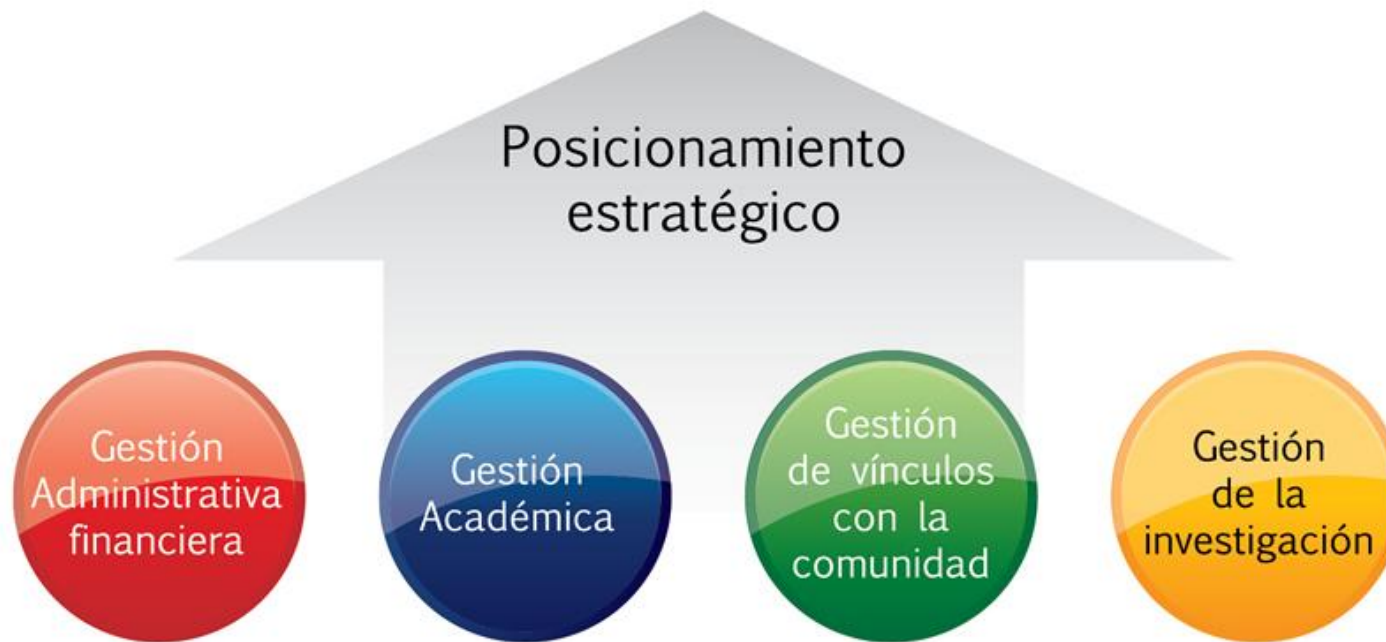 Posicionamiento
estratégico
Gestión
Administrativa
financiera
Gestión
Académica
Gestión
de vínculos
con la
comunidad
Gestión
de la
investigación